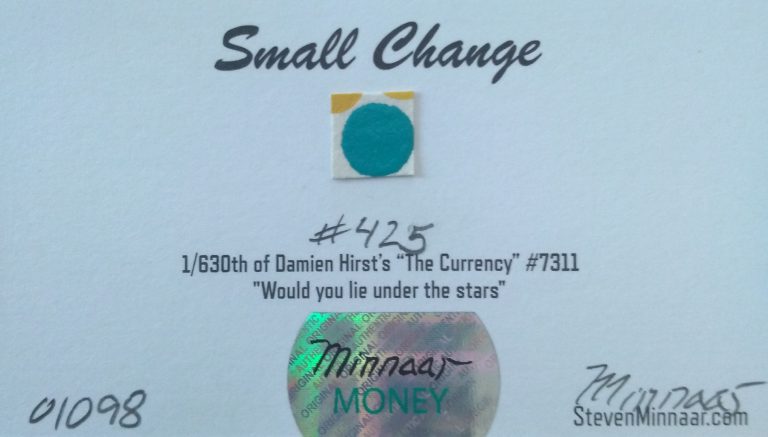 Small Change
#425
1/630th of Damien Hirst's “The Currency” #7311
"Would you lie under the stars"
Minnaar
MONEY
01098
Minnaar
StevenMinnaar.com